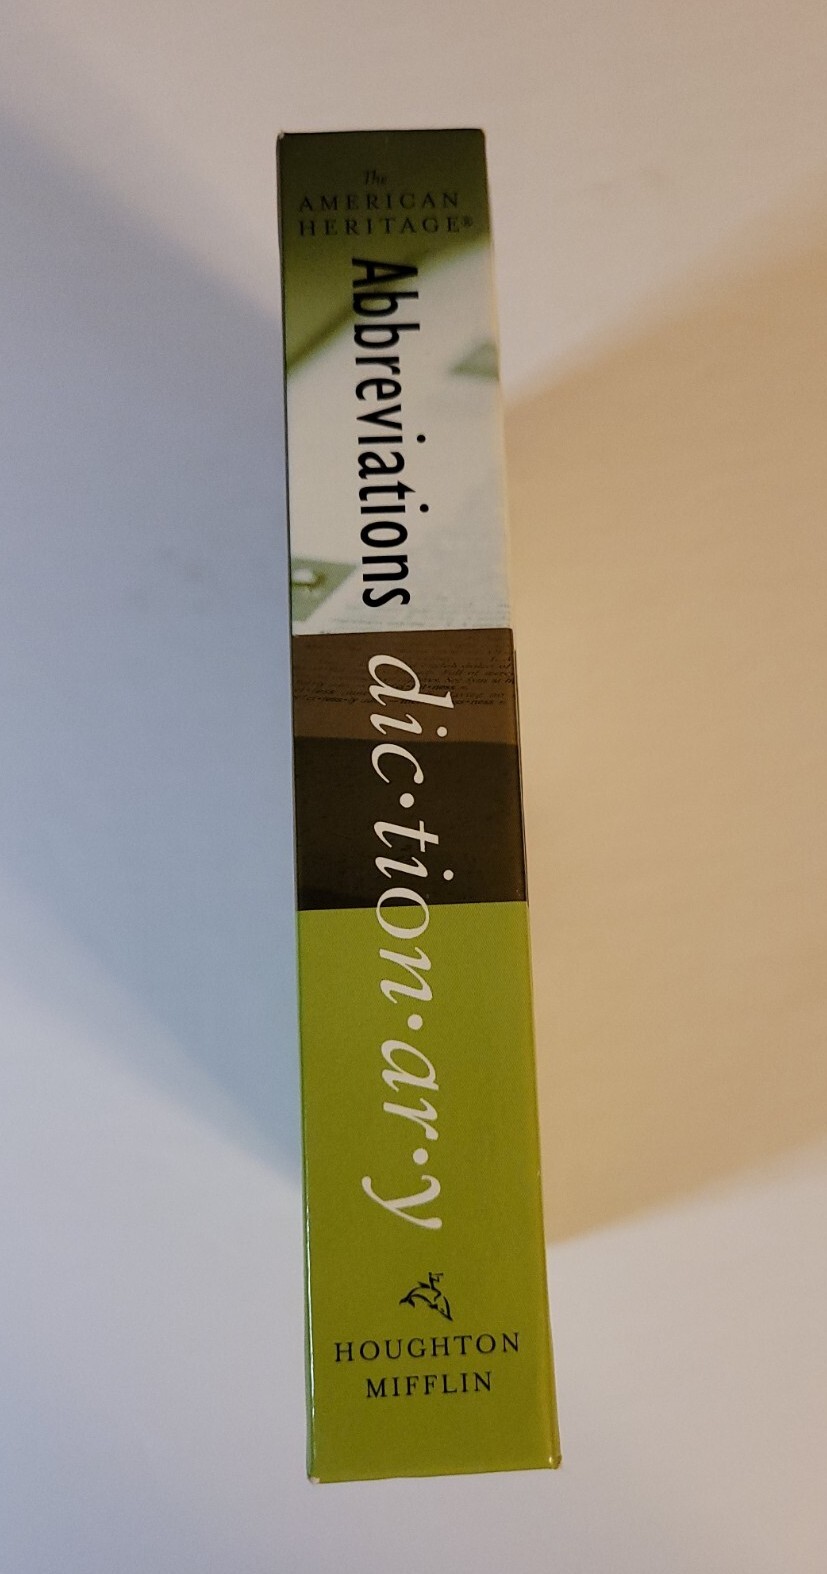 The
AMERICAN
HERITAGE®
Abbreviations
dic•tion•ar•y
HOUGHTON
MIFFLIN